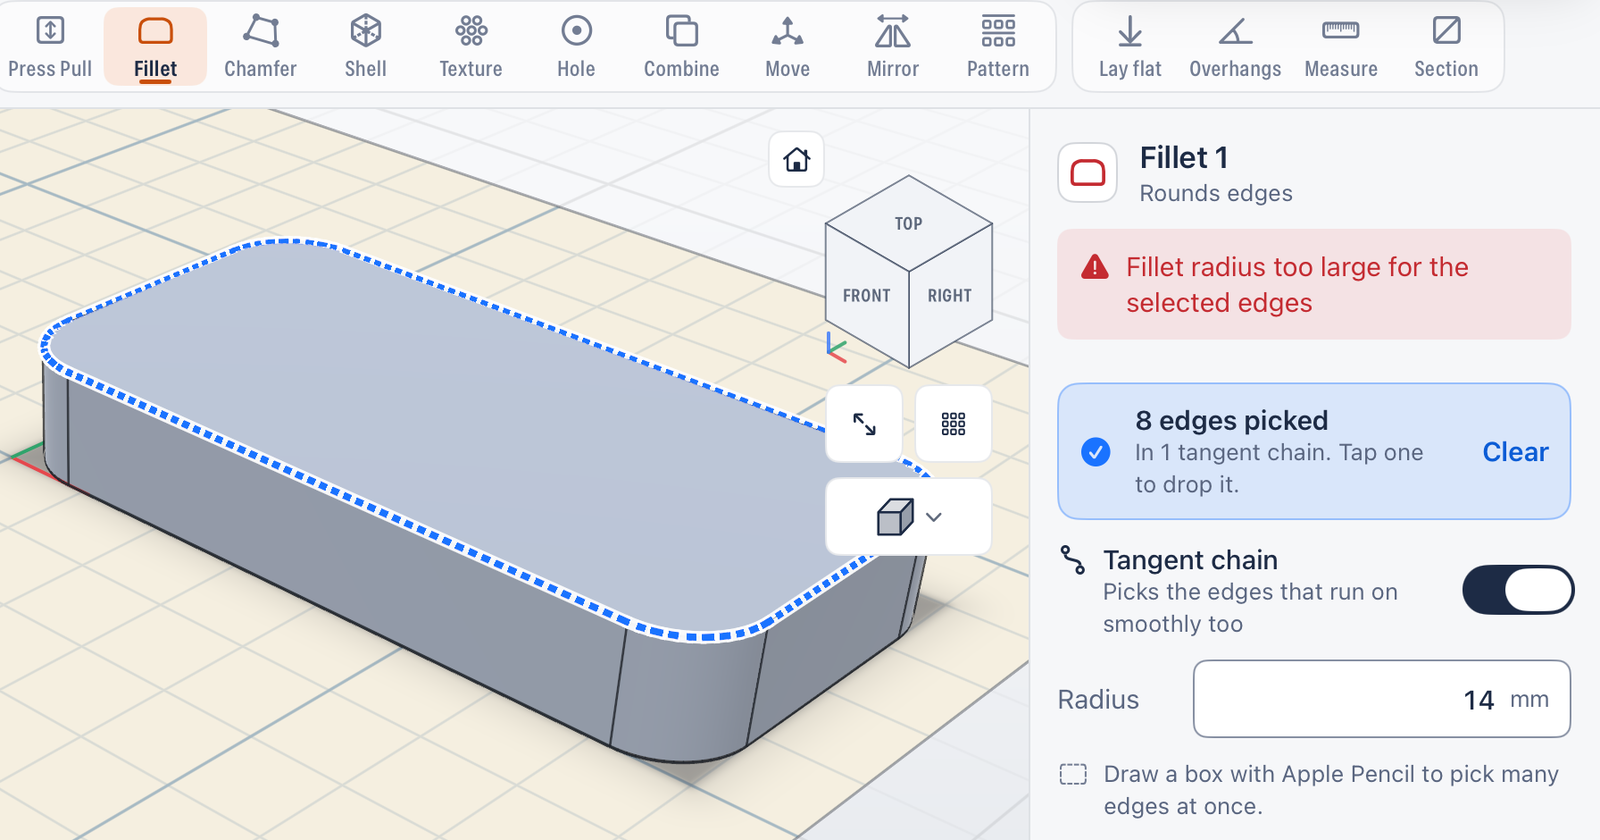 Press Pull
Fillet
Chamfer
Shell
Texture
Hole
Combine
Move
Mirror
Pattern
Lay flat
Overhangs
Measure
Section
TOP
FRONT
RIGHT
Fillet 1
Rounds edges
Fillet radius too large for the
selected edges
8 edges picked
In 1 tangent chain. Tap one
to drop it.
Clear
Tangent chain
Picks the edges that run on
smoothly too
Radius
14 mm
Draw a box with Apple Pencil to pick many
edges at once.